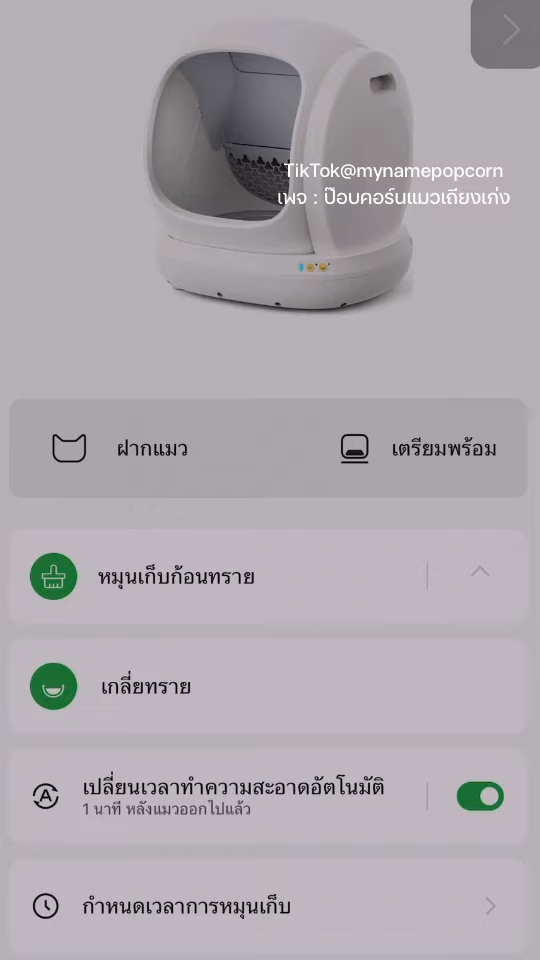 TikTok@mynamepopcorn
เพจ : ป๊อบคอร์นแมวเถียงเก่ง
ฝากแมว
เตรียมพร้อม
หมุนเก็บก้อนทราย
เกลี่ยทราย
เปลี่ยนเวลาทำความสะอาดอัตโนมัติ
1 นาที หลังแมวออกไปแล้ว
กำหนดเวลาการหมุนเก็บ